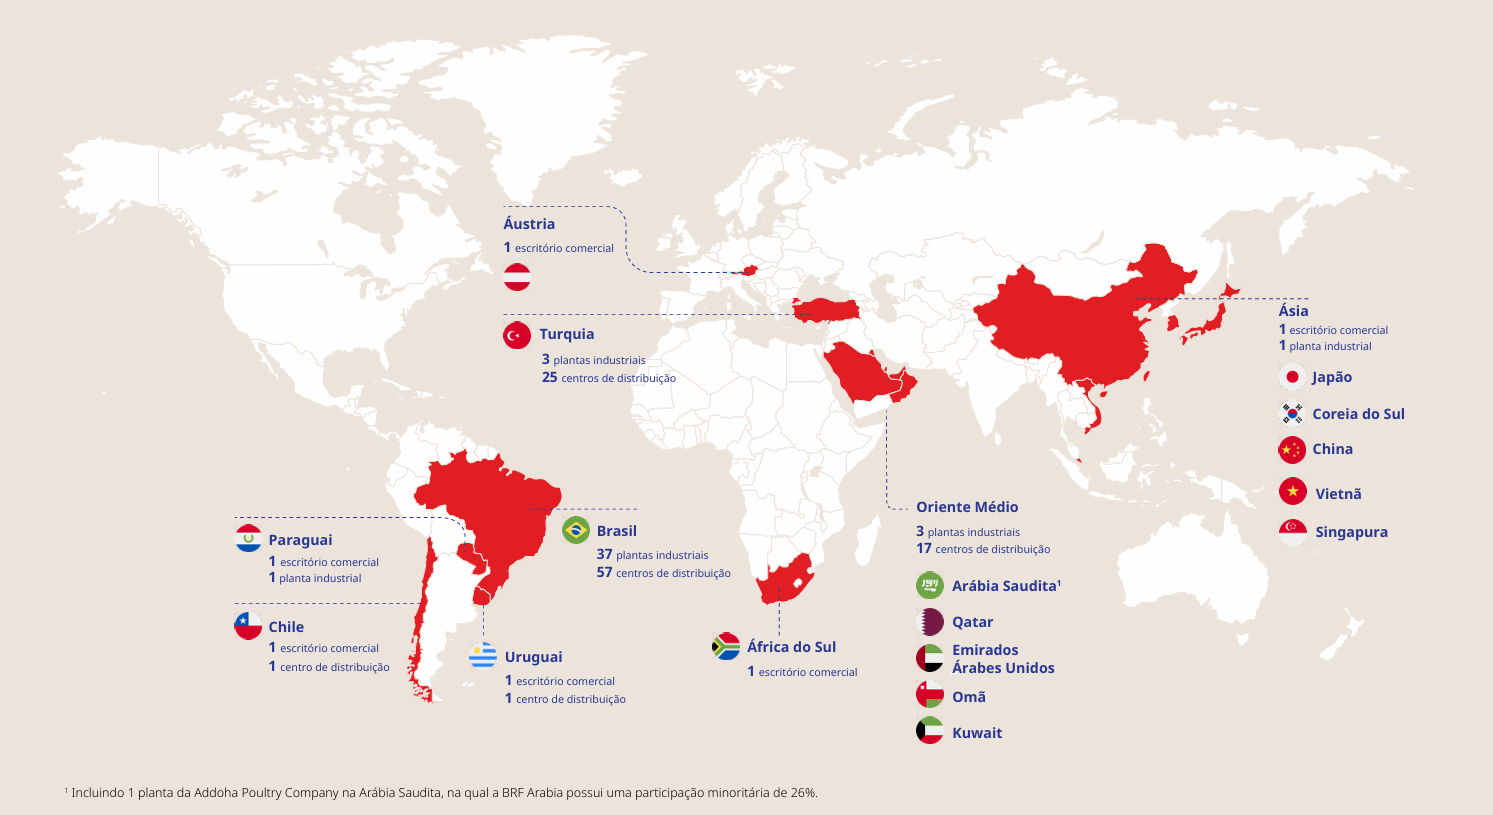 Áustria
1 escritório comercial
Turquia
3 plantas industriais
25 centros de distribuição
Ásia
1 escritório comercial
1 planta industrial
Japão
Coreia do Sul
China
Vietnã
Singapura
Paraguai
1 escritório comercial
1 planta industrial
Chile
1 escritório comercial
1 centro de distribuição
Brasil
37 plantas industriais
57 centros de distribuição
Uruguai
1 escritório comercial
1 centro de distribuição
África do Sul
1 escritório comercial
Oriente Médio
3 plantas industriais
17 centros de distribuição
Arábia Saudita¹
Qatar
Emirados
Árabes Unidos
Omã
Kuwait
¹ Incluindo 1 planta da Addoha Poultry Company na Arábia Saudita, na qual a BRF Arabia possui uma participação minoritária de 26%.